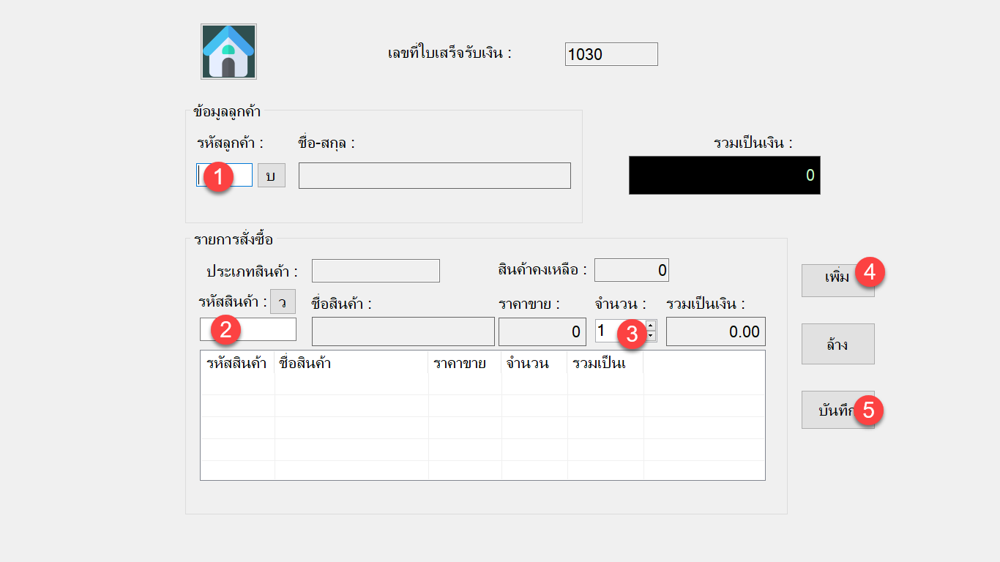 เลขที่ใบเสร็จรับเงิน : 1030
ข้อมูลลูกค้า
รหัสลูกค้า : ชื่อ-สกุล : รวมเป็นเงิน :
1 บ 0
รายการสั่งซื้อ
ประเภทสินค้า : สินค้าคงเหลือ : 0
เพิ่ม 4
รหัสสินค้า : ว ชื่อสินค้า : ราคาขาย : จำนวน : รวมเป็นเงิน :
2 0 1 3 0.00
ล้าง
รหัสสินค้า ชื่อสินค้า ราคาขาย จำนวน รวมเป็นเ
บันทึก 5